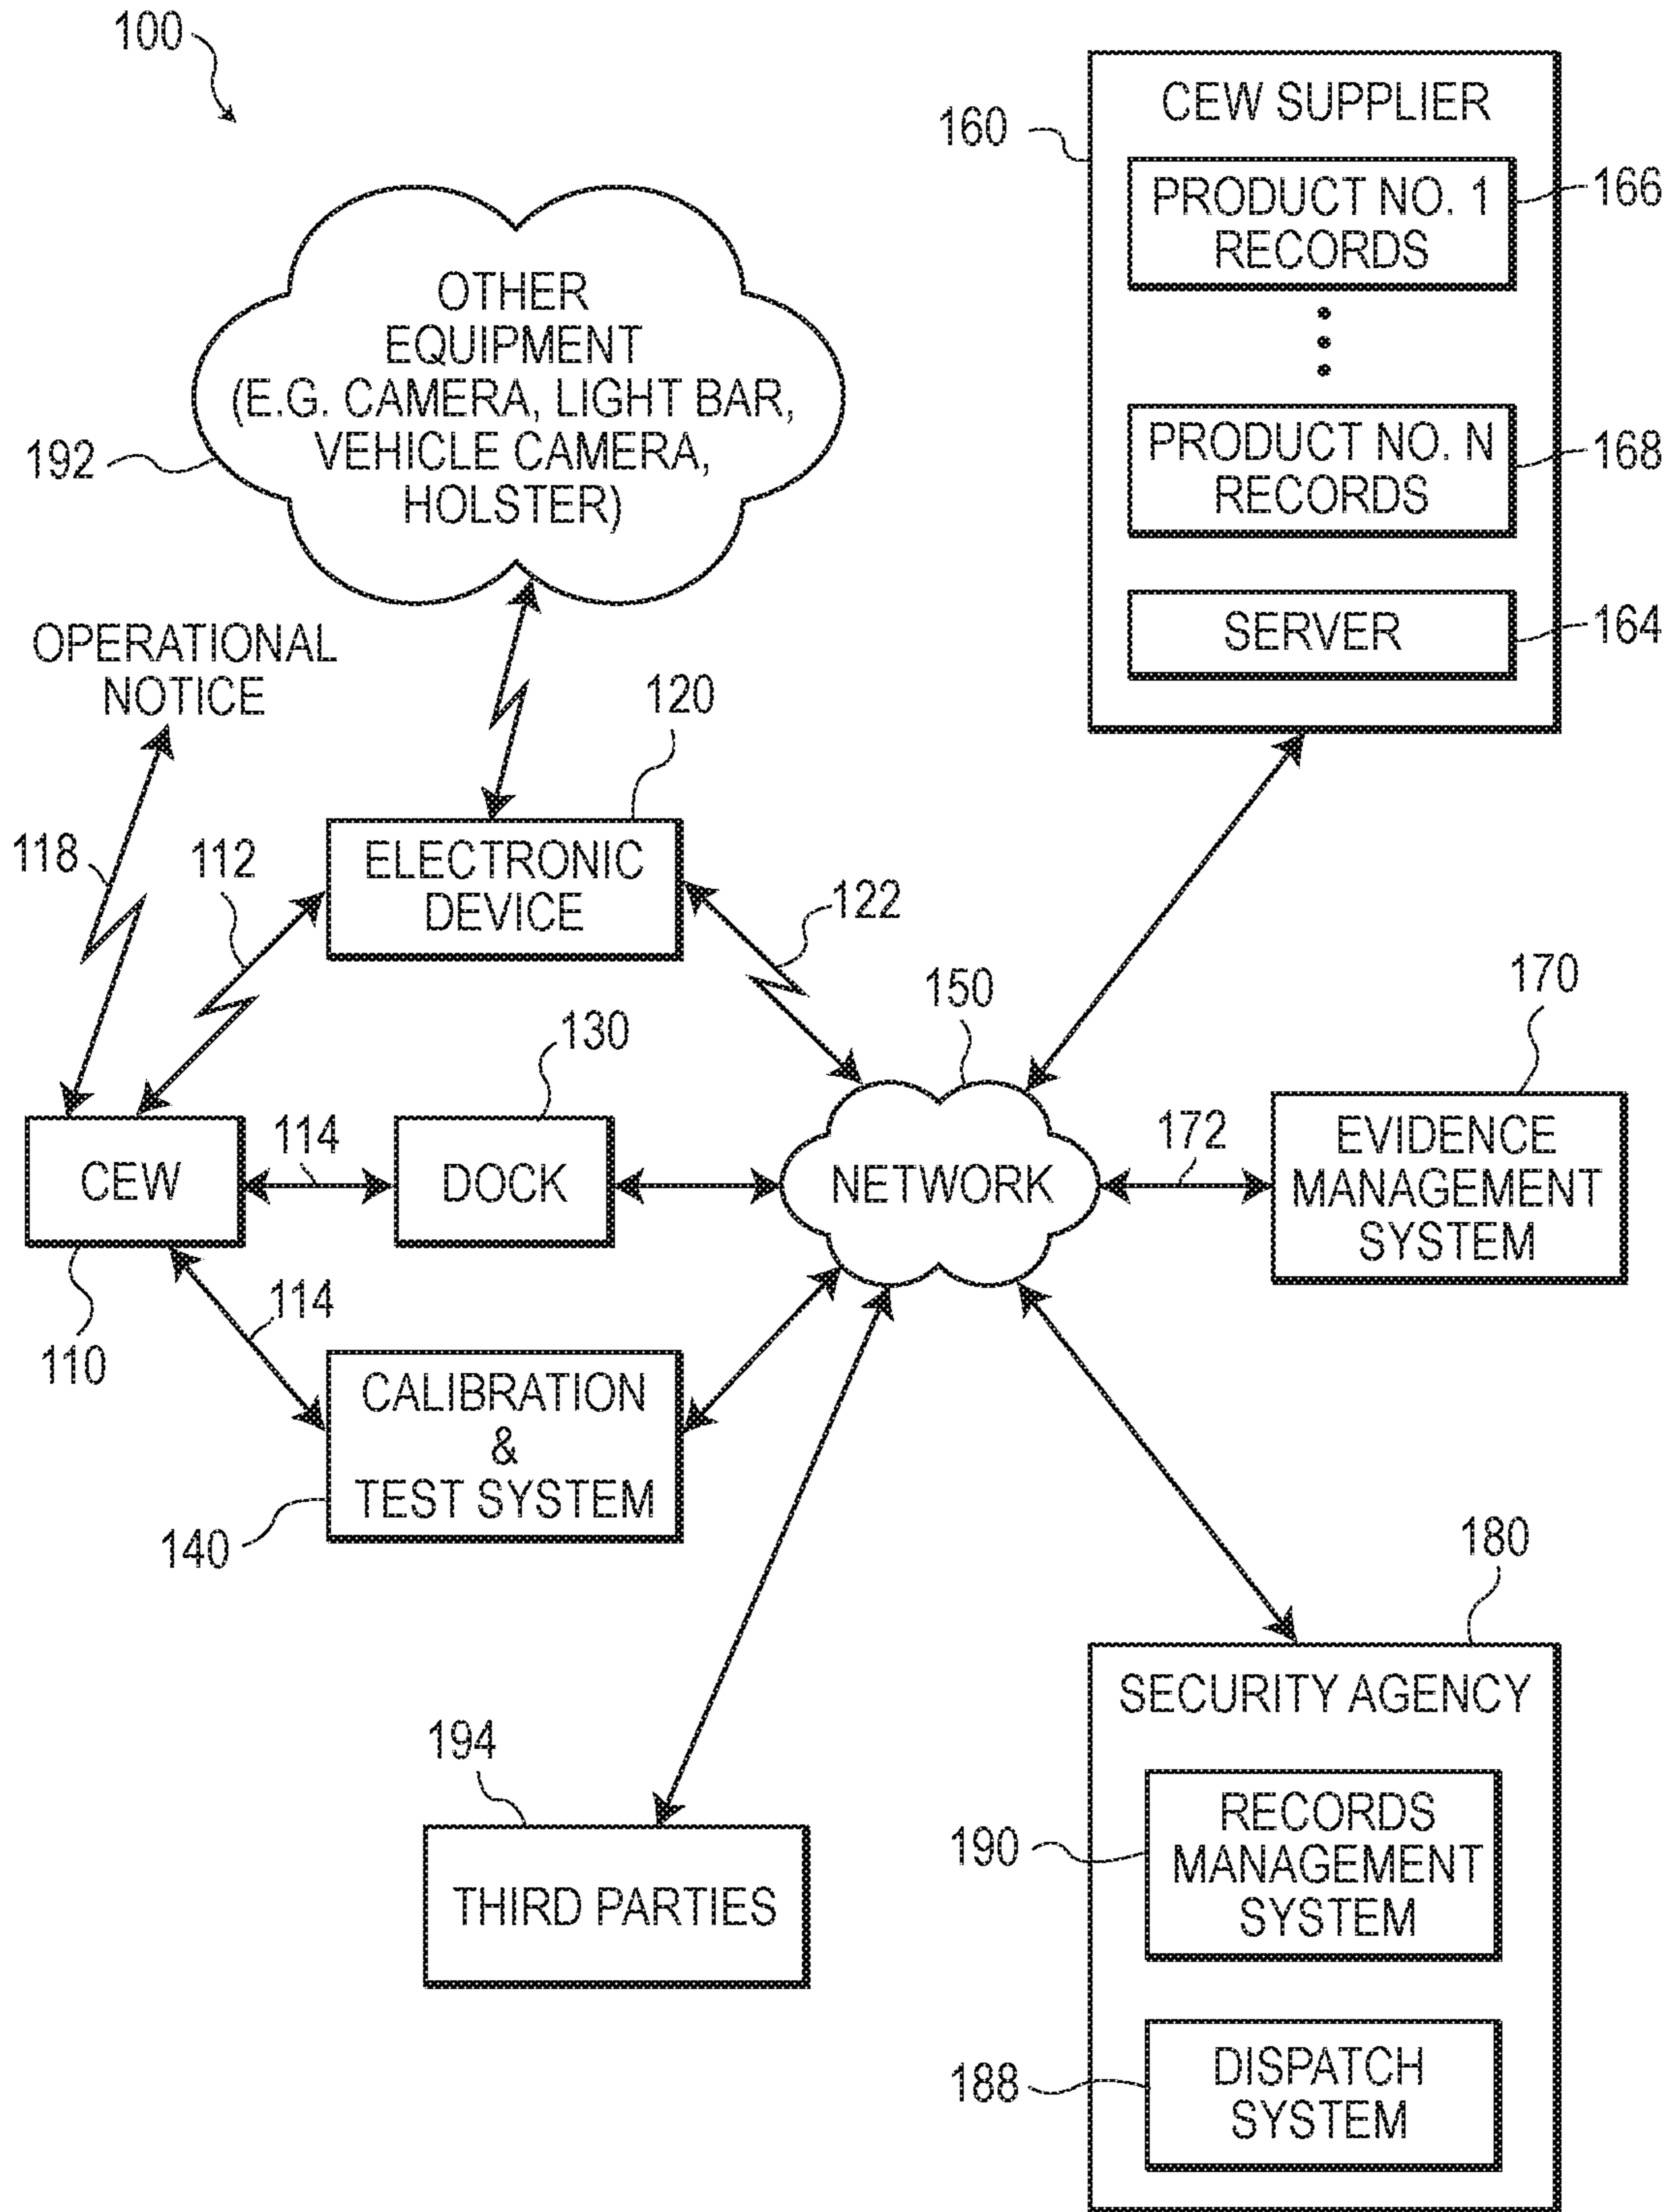 100
160
CEW SUPPLIER
PRODUCT NO. 1
RECORDS
166
PRODUCT NO. N
RECORDS
168
SERVER
164
OTHER
EQUIPMENT
(E.G. CAMERA, LIGHT BAR,
VEHICLE CAMERA,
HOLSTER)
192
OPERATIONAL
NOTICE
118
112
120
ELECTRONIC
DEVICE
122
150
NETWORK
130
DOCK
114
CEW
110
114
CALIBRATION
&
TEST SYSTEM
140
172
170
EVIDENCE
MANAGEMENT
SYSTEM
194
THIRD PARTIES
180
SECURITY AGENCY
190
RECORDS
MANAGEMENT
SYSTEM
188
DISPATCH
SYSTEM